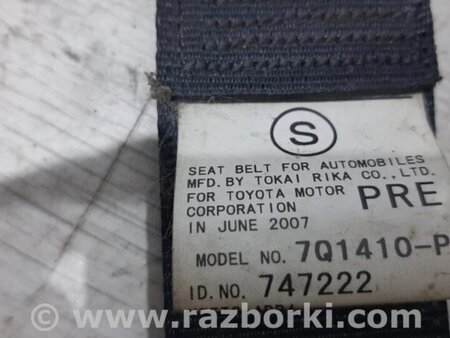 S
SEAT BELT FOR AUTOMOBILES
MFD. BY TOKAI RIKA CO., LTD.
FOR TOYOTA MOTOR
CORPORATION PRE
IN JUNE 2007
MODEL NO. 7Q1410-P
ID. NO. 747222
© www.razborki.com